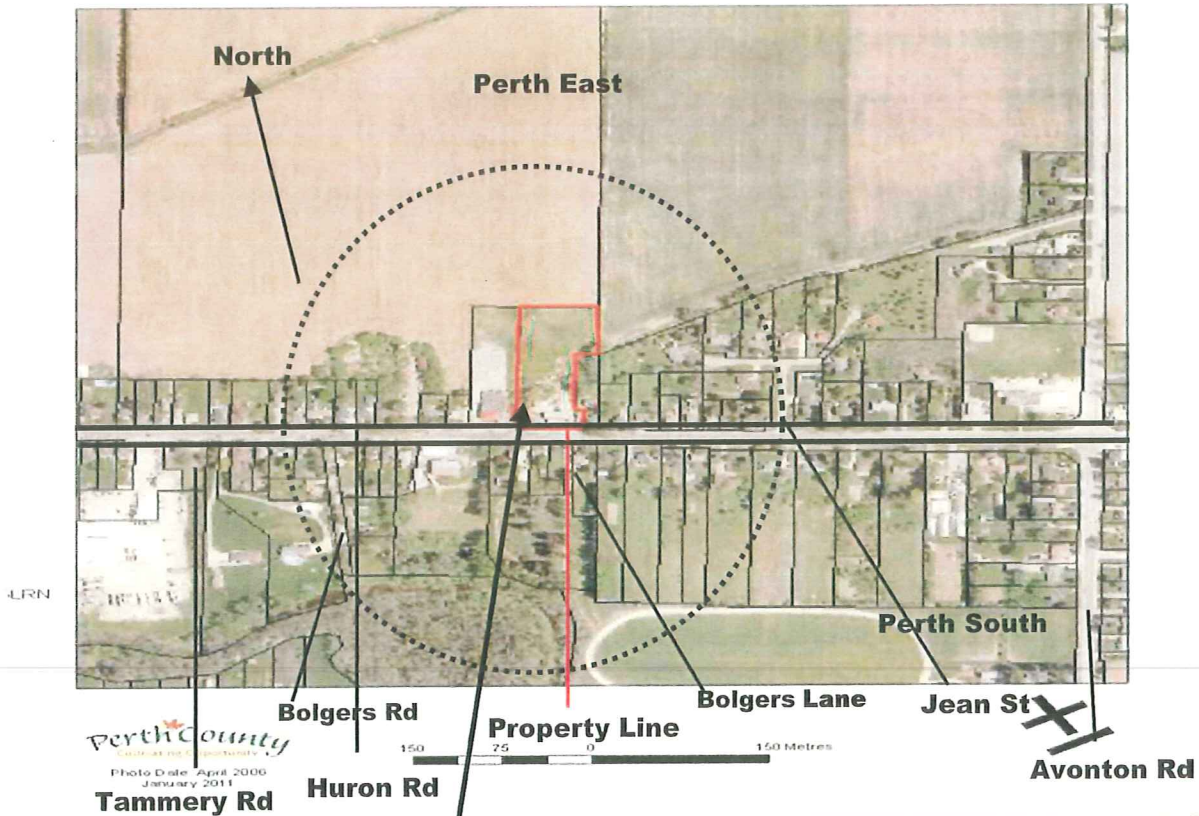 North
Perth East
-LRN
Perth South
Bolgers Rd
Bolgers Lane
Jean St
Perth County
Property Line
150 25 0 150 Metres
Avonton Rd
Photo Date: April 2006
January 2011
Huron Rd
Tammery Rd